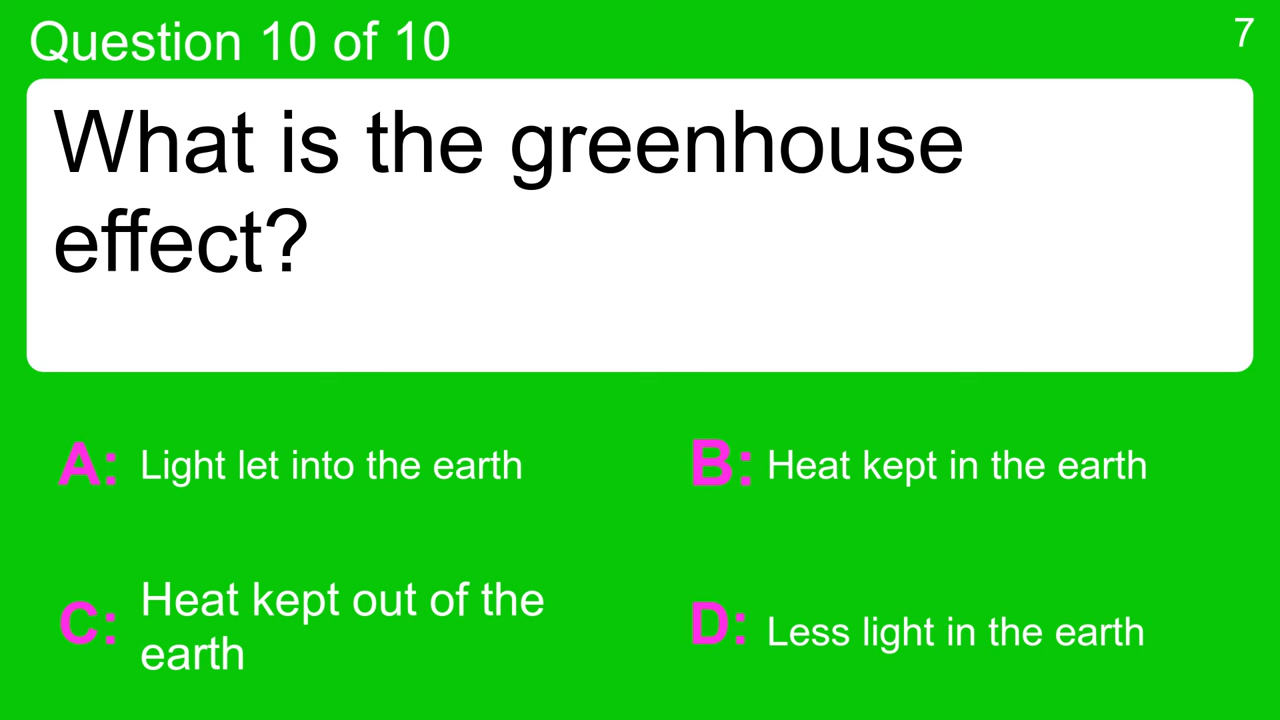 Question 10 of 10
7
What is the greenhouse
effect?
A: Light let into the earth
B: Heat kept in the earth
C: Heat kept out of the
earth
D: Less light in the earth